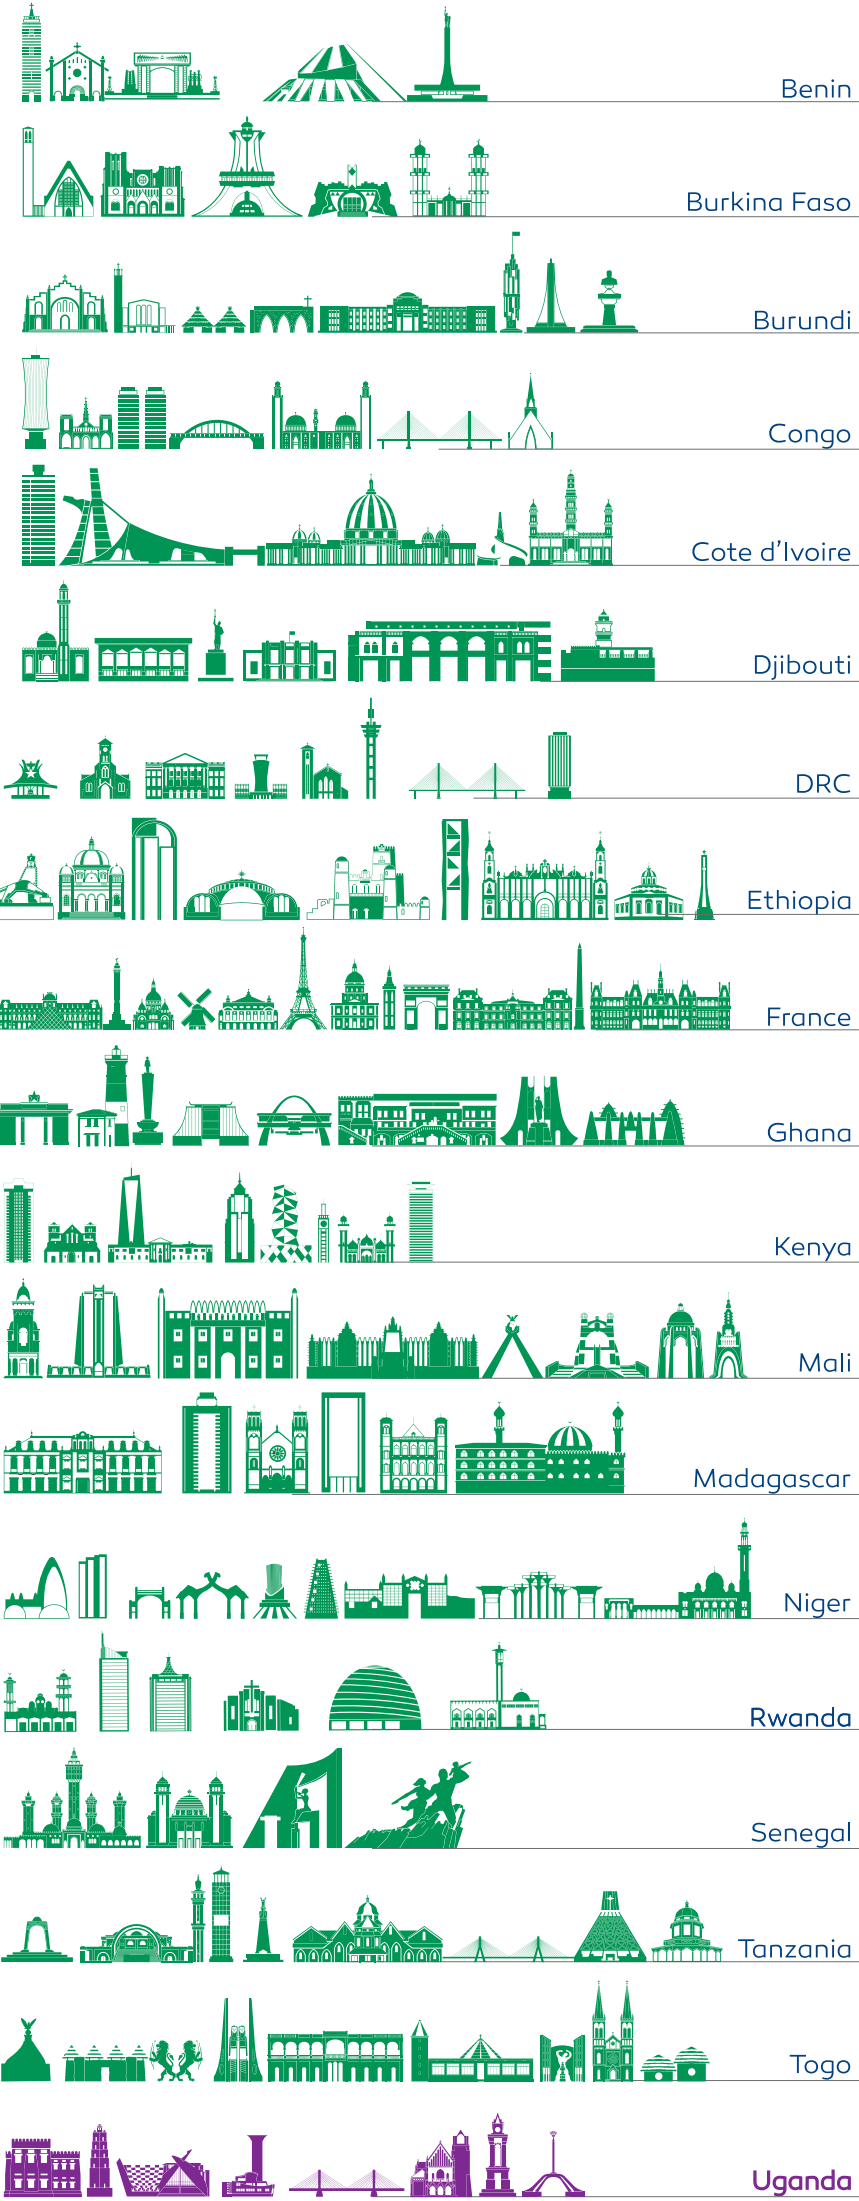 Benin
Burkina Faso
Burundi
Congo
Cote d'Ivoire
Djibouti
DRC
Ethiopia
France
Ghana
Kenya
Mali
Madagascar
Niger
Rwanda
Senegal
Tanzania
Togo
Uganda